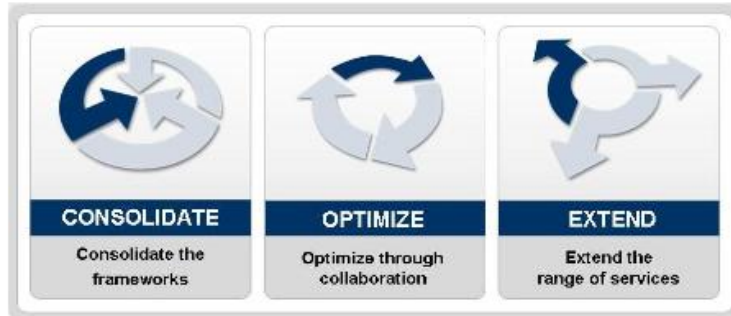 CONSOLIDATE
Consolidate the
frameworks
OPTIMIZE
Optimize through
collaboration
EXTEND
Extend the
range of services